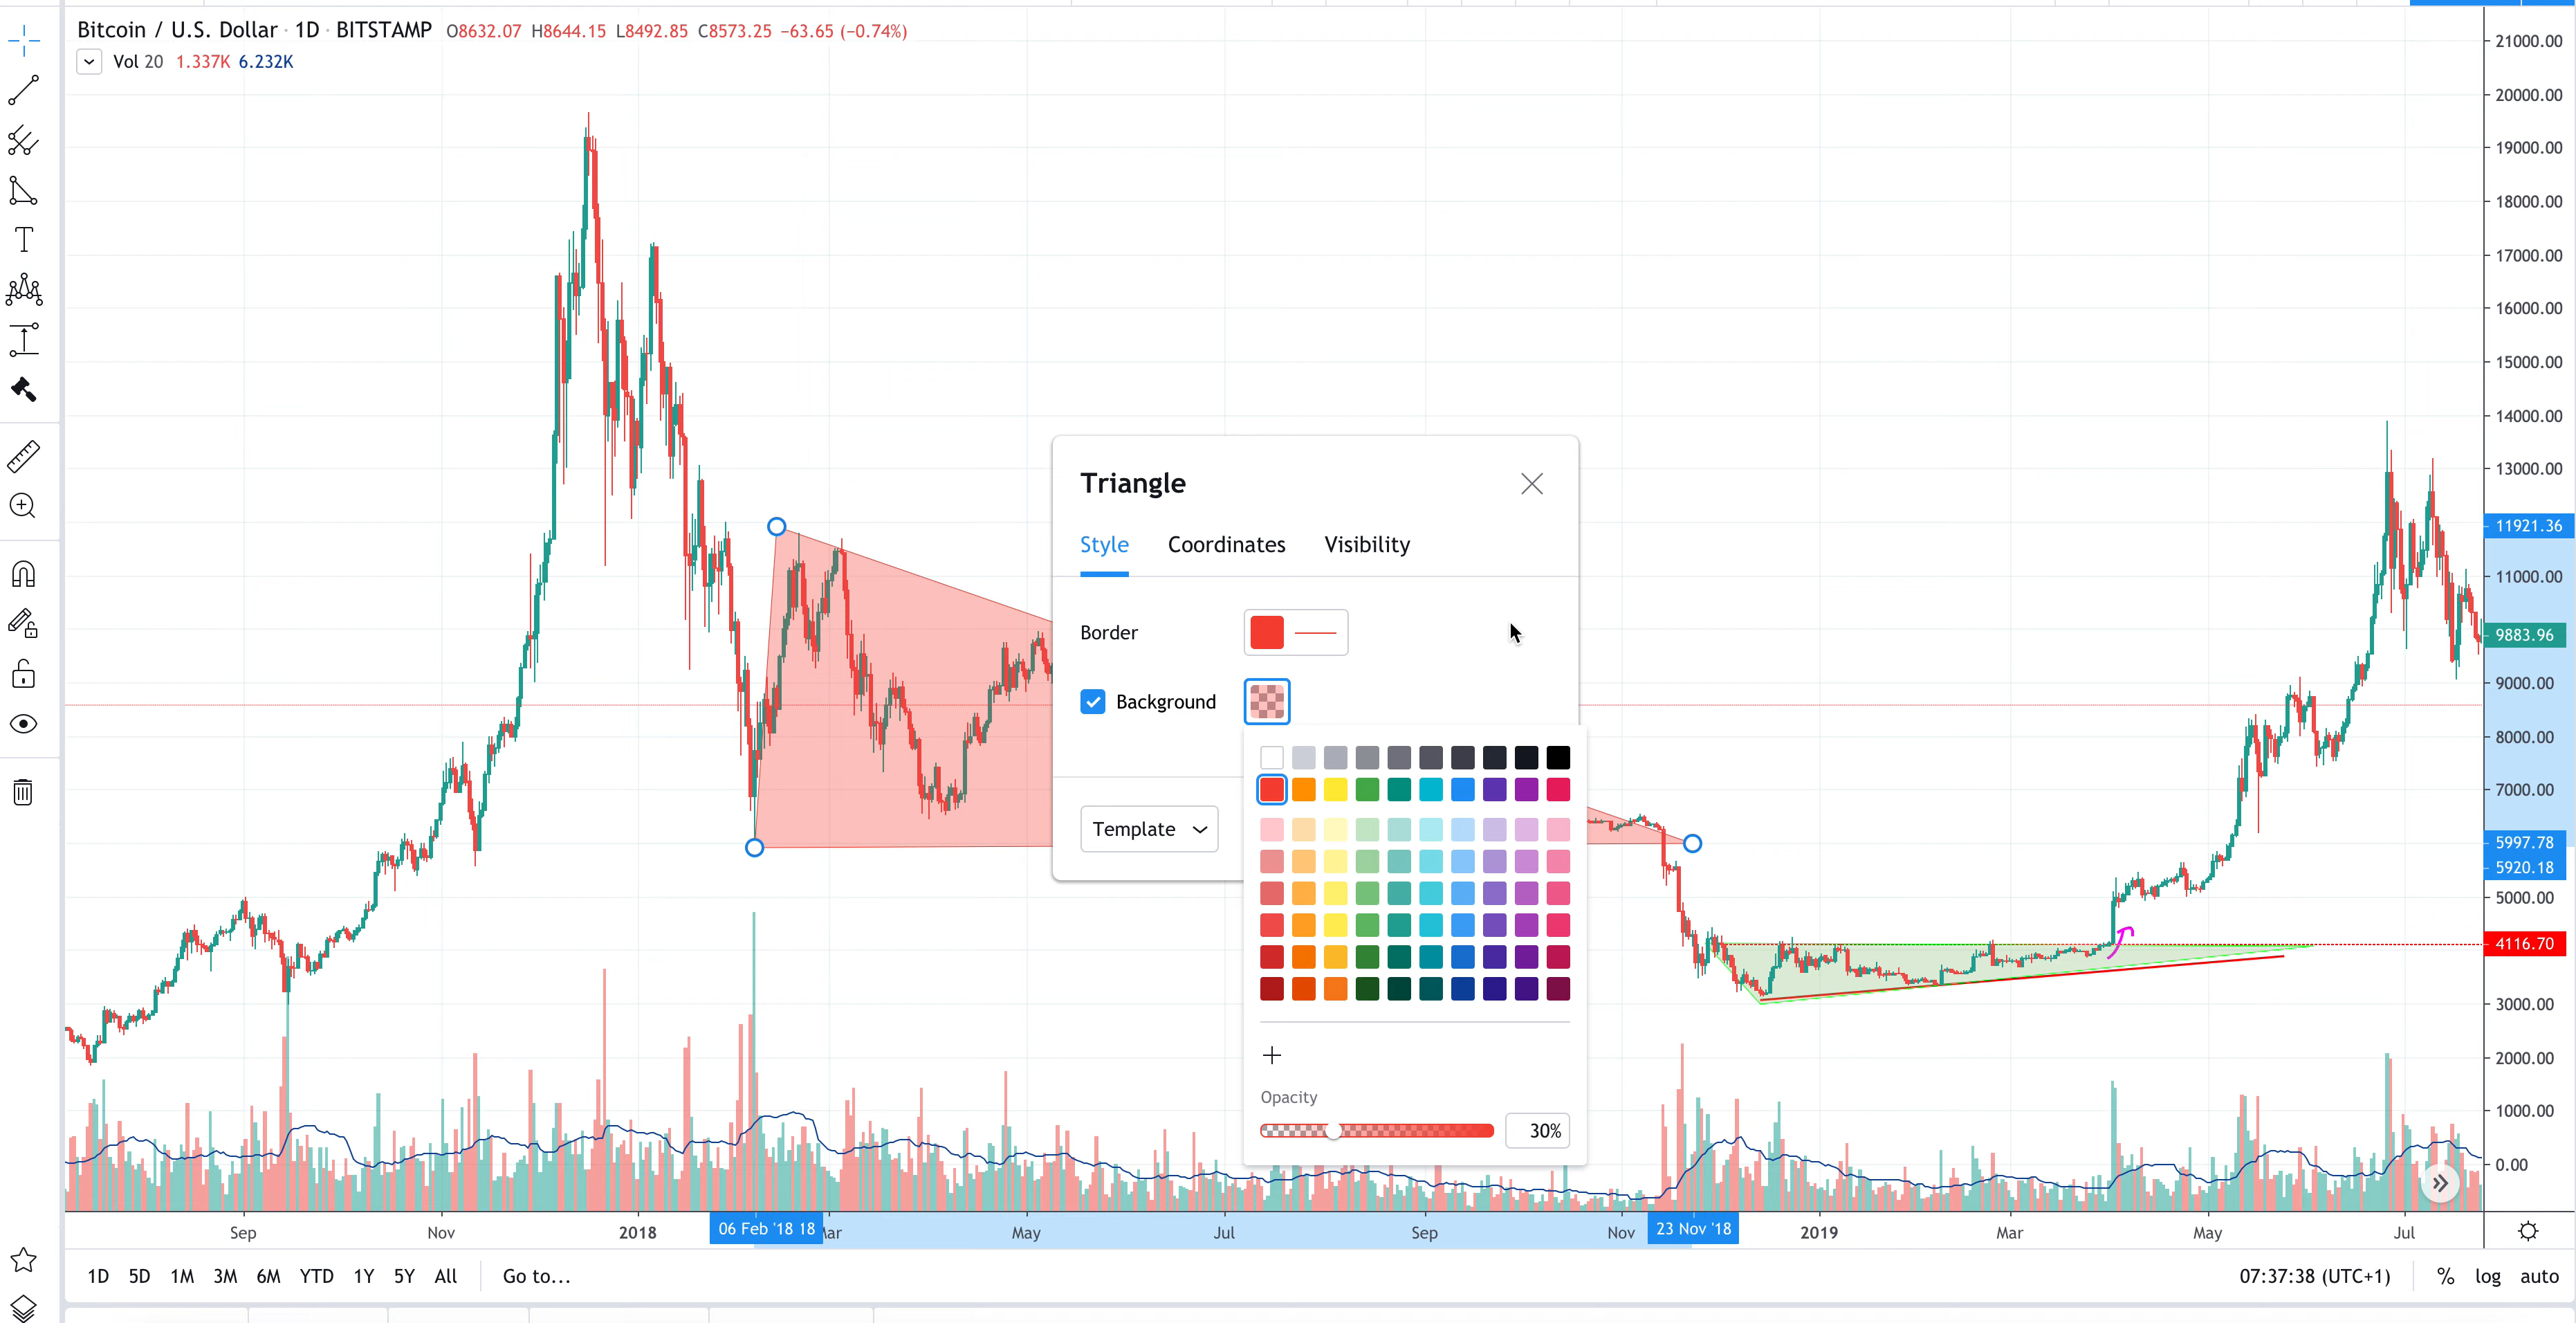 Bitcoin / U.S. Dollar · 1D · BITSTAMP O8632.07 H8644.15 L8492.85 C8573.25 −63.65 (−0.74%)
Vol 20 1.337K 6.232K
21000.00
20000.00
19000.00
18000.00
17000.00
16000.00
15000.00
14000.00
13000.00
11921.36
11000.00
9883.96
9000.00
8000.00
7000.00
5997.78
5920.18
5000.00
4116.70
3000.00
2000.00
1000.00
0.00
Triangle
Style Coordinates Visibility
Border
Background
Template
Opacity
30%
Sep Nov 2018 06 Feb '18 18 Mar May Jul Sep Nov 23 Nov '18 2019 Mar May Jul
1D 5D 1M 3M 6M YTD 1Y 5Y All Go to... 07:37:38 (UTC+1) % log auto